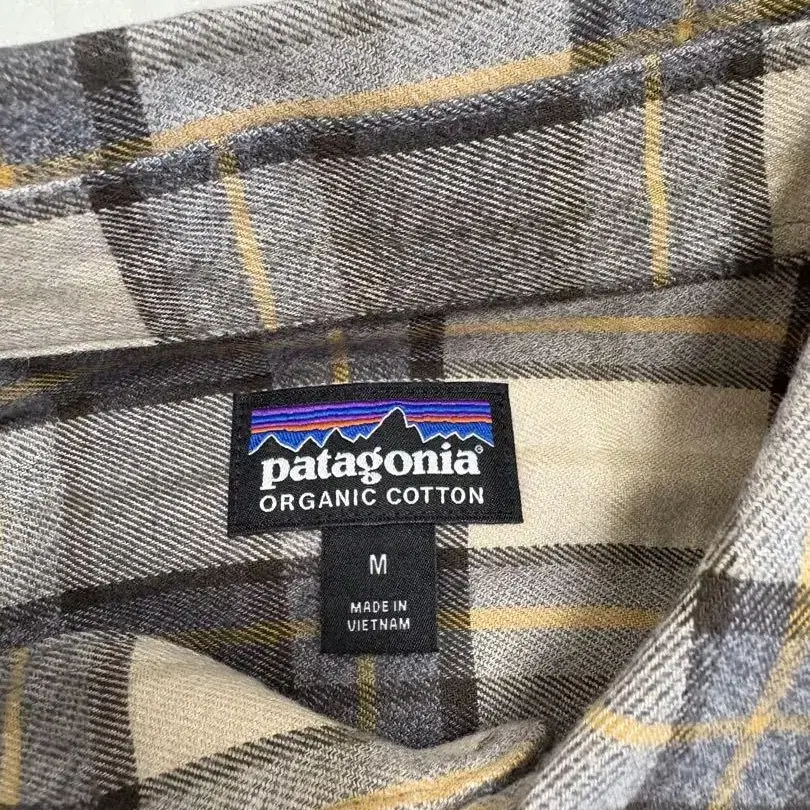 patagonia®
ORGANIC COTTON
M
MADE IN
VIETNAM